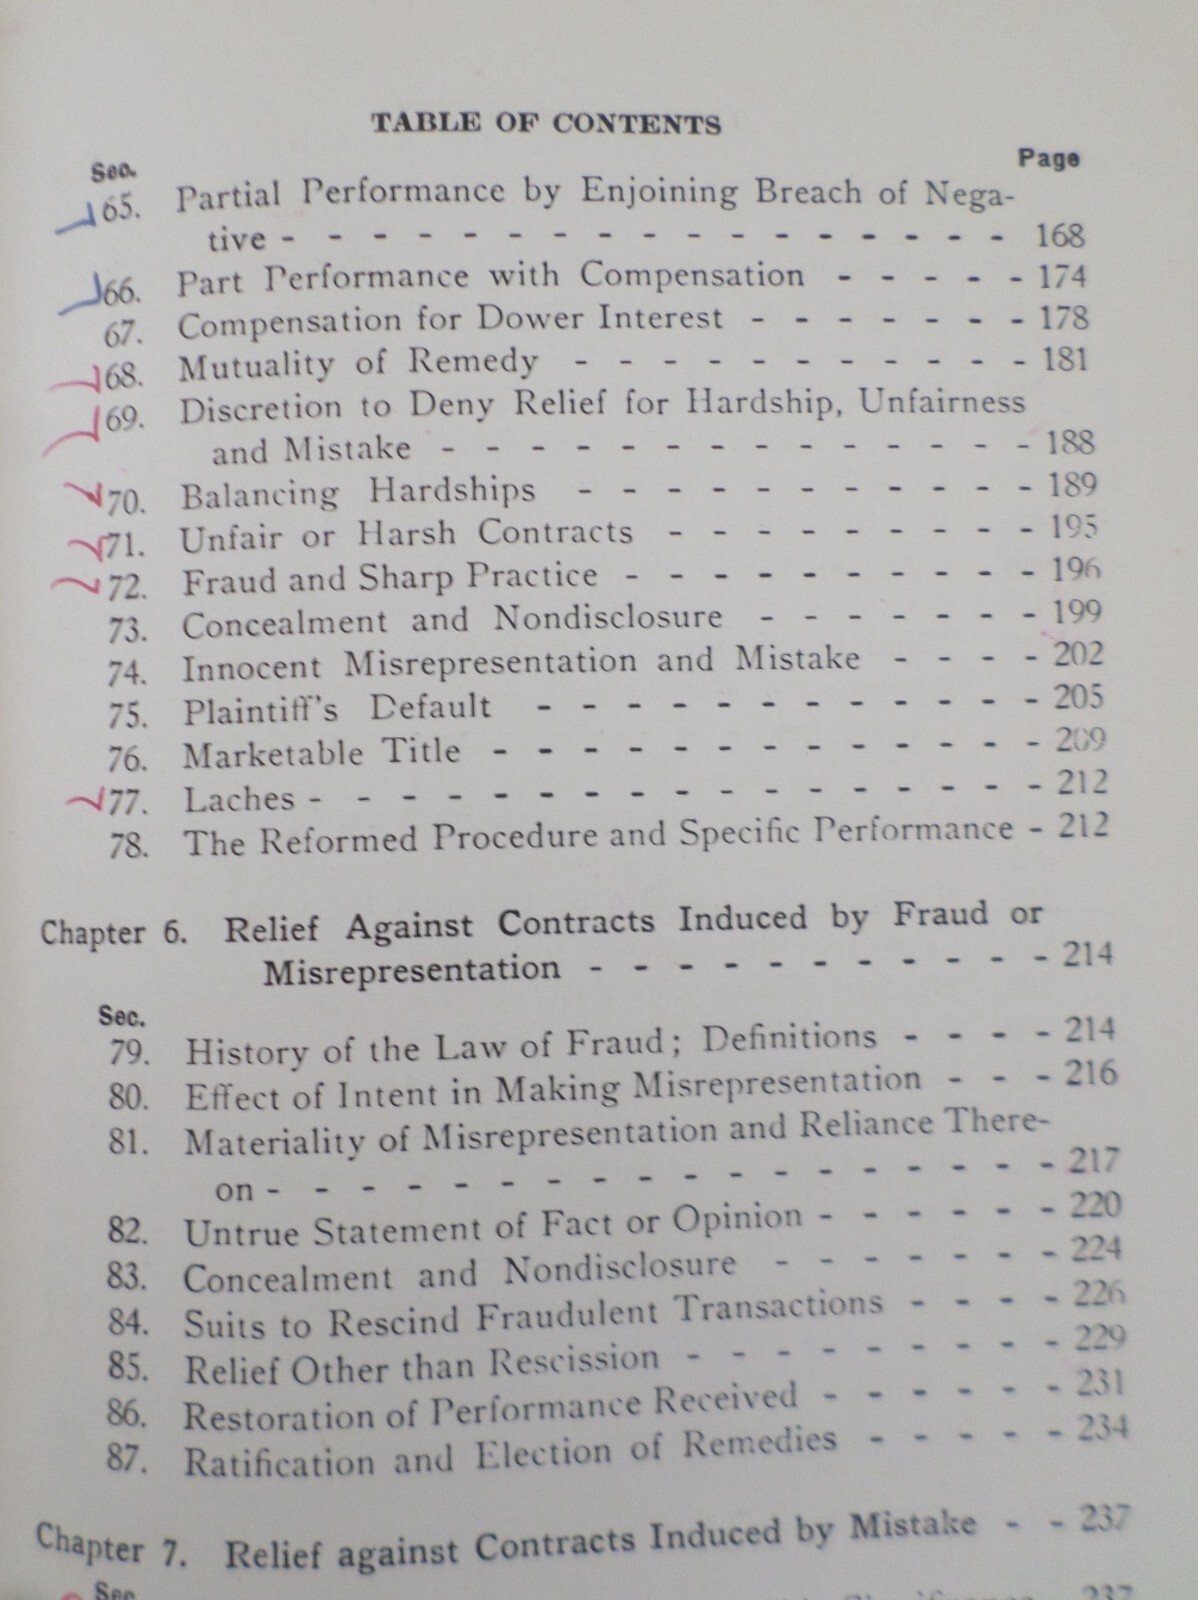 TABLE OF CONTENTS
Sec. Page
65. Partial Performance by Enjoining Breach of Nega-
tive - - - - - - - - - - - - - - - - - 168
66. Part Performance with Compensation - - - - - 174
67. Compensation for Dower Interest - - - - - - - 178
68. Mutuality of Remedy - - - - - - - - - - - 181
69. Discretion to Deny Relief for Hardship, Unfairness
and Mistake - - - - - - - - - - - - - - 188
70. Balancing Hardships - - - - - - - - - - - 189
71. Unfair or Harsh Contracts - - - - - - - - - 195
72. Fraud and Sharp Practice - - - - - - - - - - 196
73. Concealment and Nondisclosure - - - - - - - 199
74. Innocent Misrepresentation and Mistake - - - - 202
75. Plaintiff's Default - - - - - - - - - - - - 205
76. Marketable Title - - - - - - - - - - - - - 209
77. Laches - - - - - - - - - - - - - - - - - 212
78. The Reformed Procedure and Specific Performance - 212
Chapter 6. Relief Against Contracts Induced by Fraud or
Misrepresentation - - - - - - - - - - - 214
Sec.
79. History of the Law of Fraud; Definitions - - - - 214
80. Effect of Intent in Making Misrepresentation - - - 216
81. Materiality of Misrepresentation and Reliance There-
on - - - - - - - - - - - - - - - - - - 217
82. Untrue Statement of Fact or Opinion - - - - - - 220
83. Concealment and Nondisclosure - - - - - - - 224
84. Suits to Rescind Fraudulent Transactions - - - - 226
85. Relief Other than Rescission - - - - - - - - - 229
86. Restoration of Performance Received - - - - - - 231
87. Ratification and Election of Remedies - - - - - 234
Chapter 7. Relief against Contracts Induced by Mistake - - 237
Sec.
237